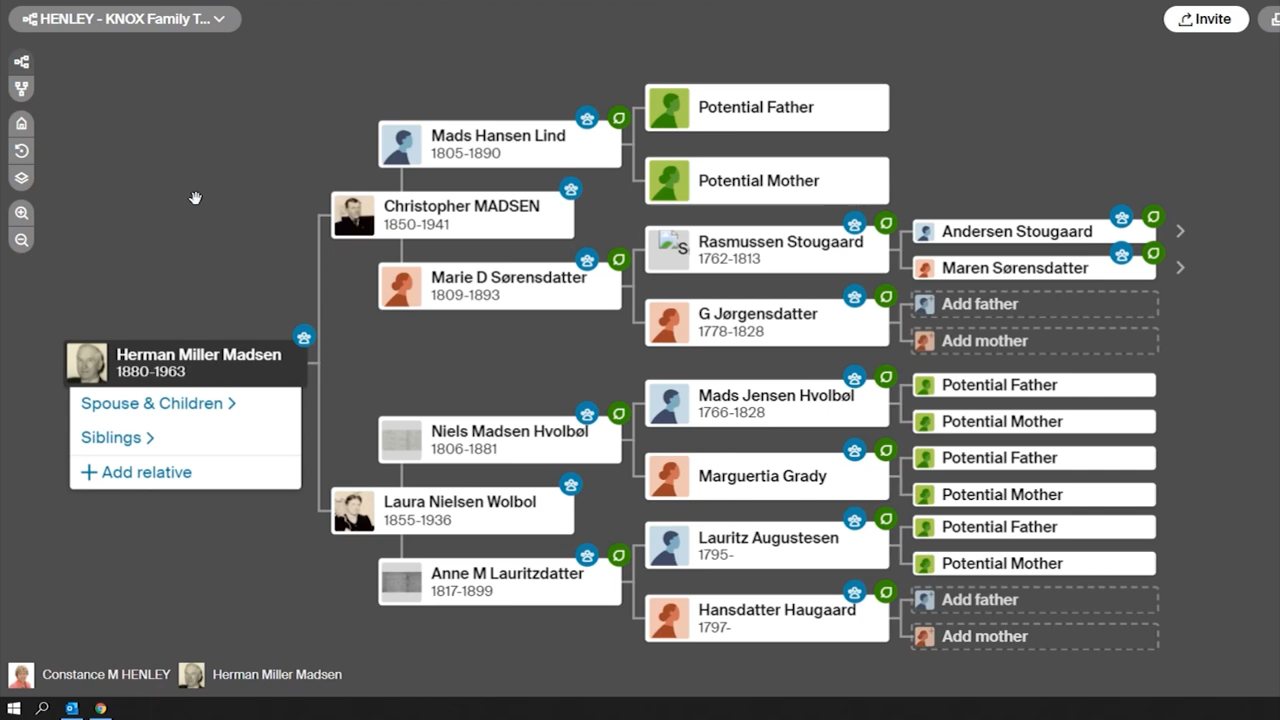 HENLEY - KNOX Family T...
Invite
Mads Hansen Lind
1805-1890
Christopher MADSEN
1850-1941
Marie D Sørensdatter
1809-1893
Herman Miller Madsen
1880-1963
Spouse & Children >
Siblings >
+ Add relative
Niels Madsen Hvolbøl
1806-1881
Laura Nielsen Wolbol
1855-1936
Anne M Lauritzdatter
1817-1899
Potential Father
Potential Mother
S
Rasmussen Stougaard
1762-1813
G Jørgensdatter
1778-1828
Mads Jensen Hvolbøl
1766-1828
Marguertia Grady
Lauritz Augustesen
1795-
Hansdatter Haugaard
1797-
Andersen Stougaard
Maren Sørensdatter
Add father
Add mother
Potential Father
Potential Mother
Potential Father
Potential Mother
Potential Father
Potential Mother
Add father
Add mother
Constance M HENLEY
Herman Miller Madsen